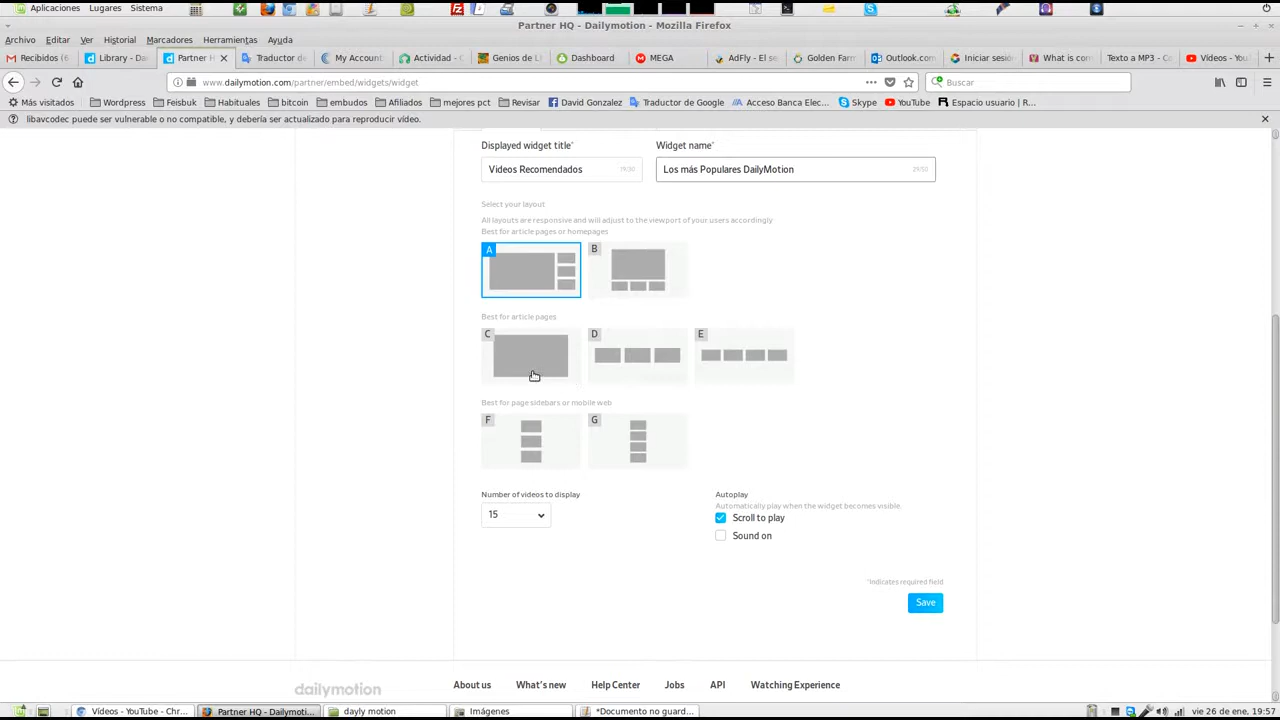 Aplicaciones Lugares Sistema
Partner HQ - Dailymotion - Mozilla Firefox
Archivo Editar Ver Historial Marcadores Herramientas Ayuda
Recibidos (6 Library - Da Partner H Traductor d My Account Actividad - G Genios de L Dashboard MEGA AdFly - El se Golden Farm Outlook.com Iniciar sesió What is com Texto a MP3 - C Vídeos - You
www.dailymotion.com/partner/embed/widgets/widget
Buscar
Más visitados Wordpress Feisbuk Habituales bitcoin embudos Afiliados mejores pct Revisar David Gonzalez Traductor de Google Acceso Banca Elec... Skype YouTube Espacio usuario | R...
libavcodec puede ser vulnerable o no compatible, y debería ser actualizado para reproducir vídeo.
Displayed widget title* Widget name*
Videos Recomendados 19/50 Los más Populares DailyMotion 29/50
Select your layout
All layouts are responsive and will adjust to the viewport of your users accordingly
Best for article pages or homepages
A B
Best for article pages
C D E
Best for page sidebars or mobile web
F G
Number of videos to display Autoplay
Automatically play when the widget becomes visible
15 Scroll to play
Sound on
*Indicates required field
Save
dailymotion About us What's new Help Center Jobs API Watching Experience
Vídeos - YouTube - Chr... Partner HQ - Dailymoti... dayly motion Imágenes *Documento no guard... vie 26 de ene, 19:57